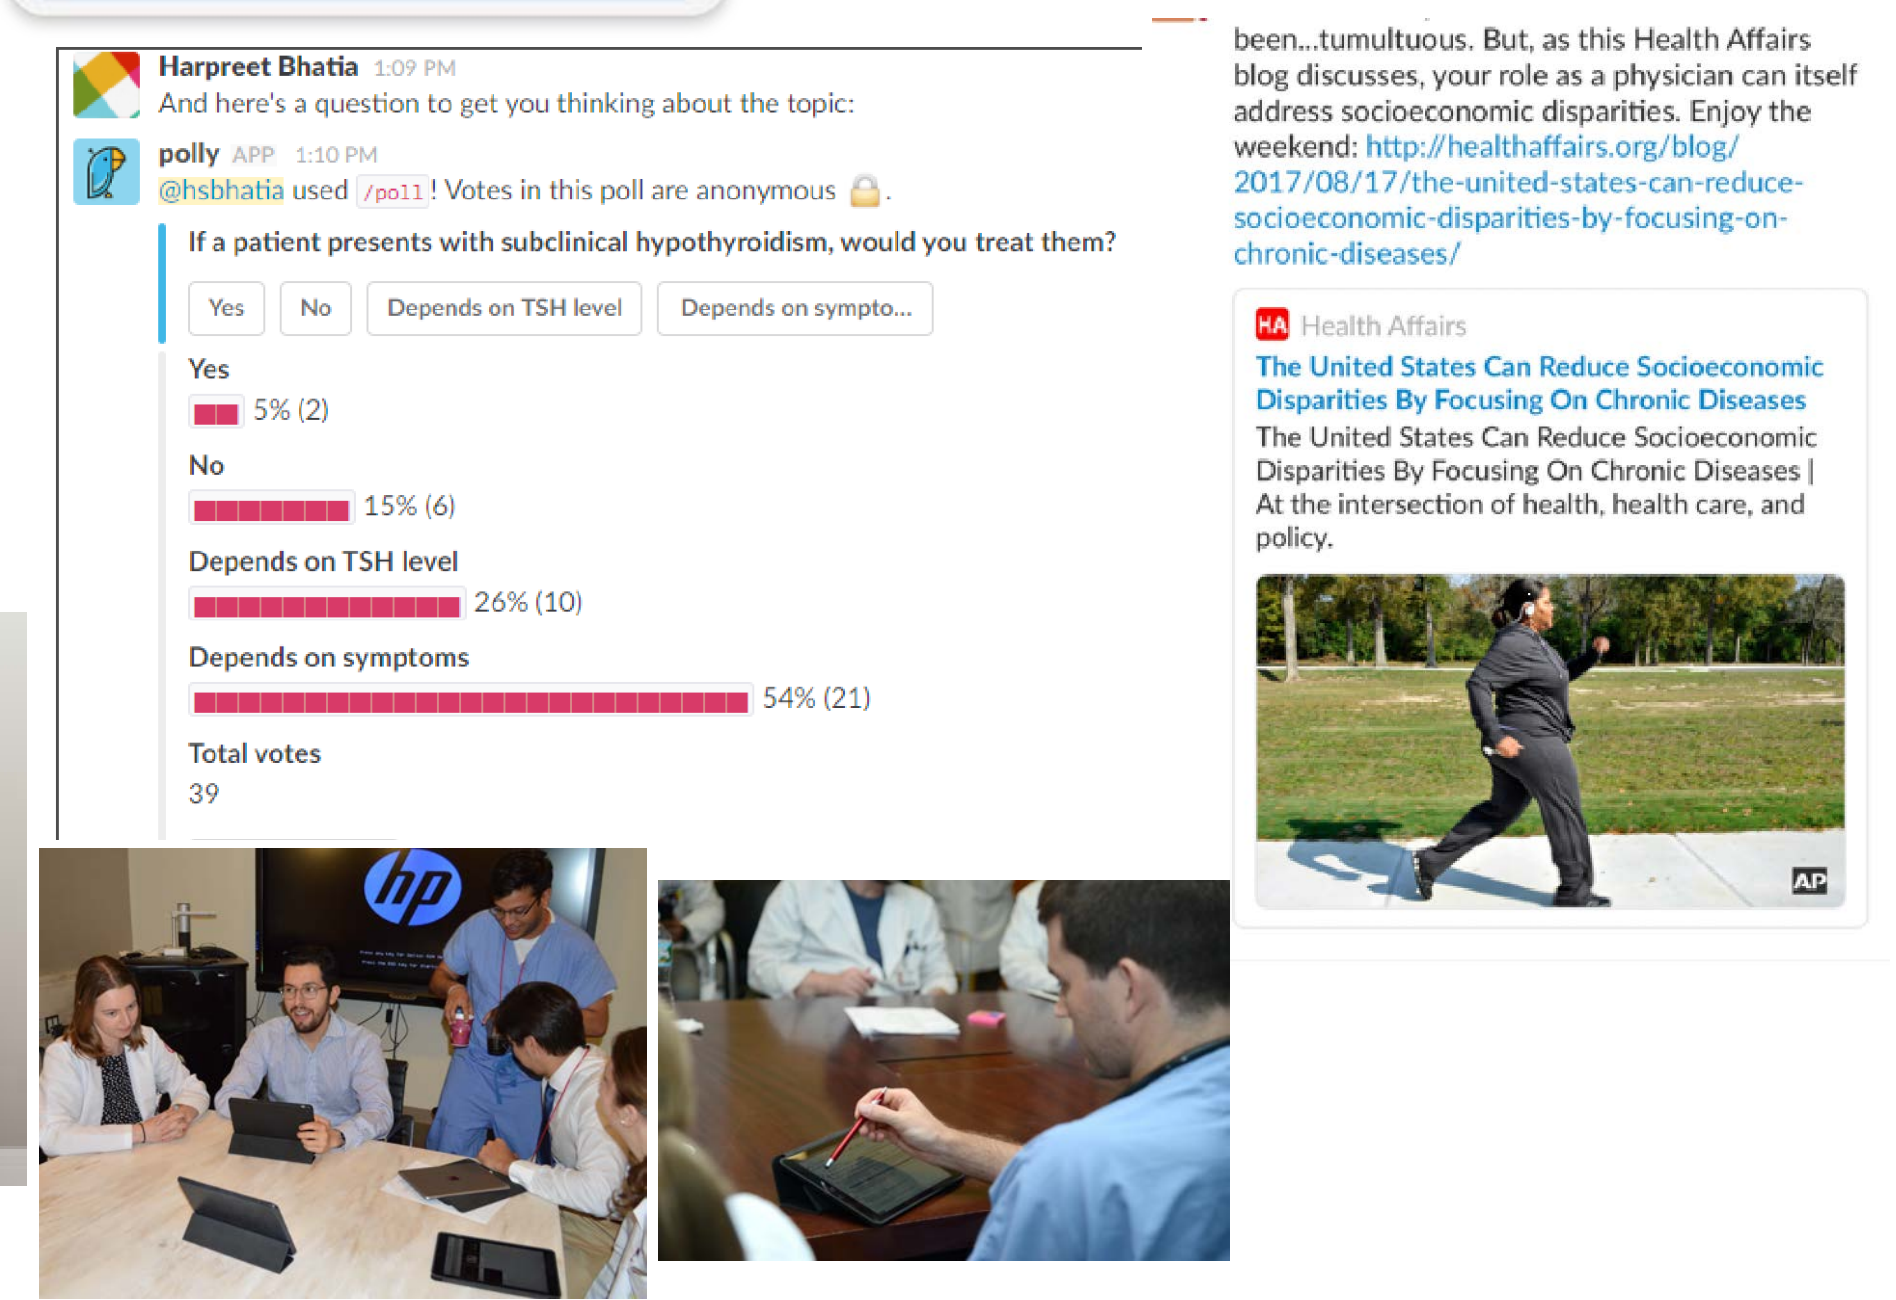 Harpreet Bhatia 1:09 PM
And here's a question to get you thinking about the topic:
polly APP 1:10 PM
@hsbhatia used /poll! Votes in this poll are anonymous 🔒.
If a patient presents with subclinical hypothyroidism, would you treat them?
Yes No Depends on TSH level Depends on sympto...
Yes
5% (2)
No
15% (6)
Depends on TSH level
26% (10)
Depends on symptoms
54% (21)
Total votes
39
been...tumultuous. But, as this Health Affairs
blog discusses, your role as a physician can itself
address socioeconomic disparities. Enjoy the
weekend: http://healthaffairs.org/blog/
2017/08/17/the-united-states-can-reduce-
socioeconomic-disparities-by-focusing-on-
chronic-diseases/
HA Health Affairs
The United States Can Reduce Socioeconomic
Disparities By Focusing On Chronic Diseases
The United States Can Reduce Socioeconomic
Disparities By Focusing On Chronic Diseases |
At the intersection of health, health care, and
policy.
AP
hp